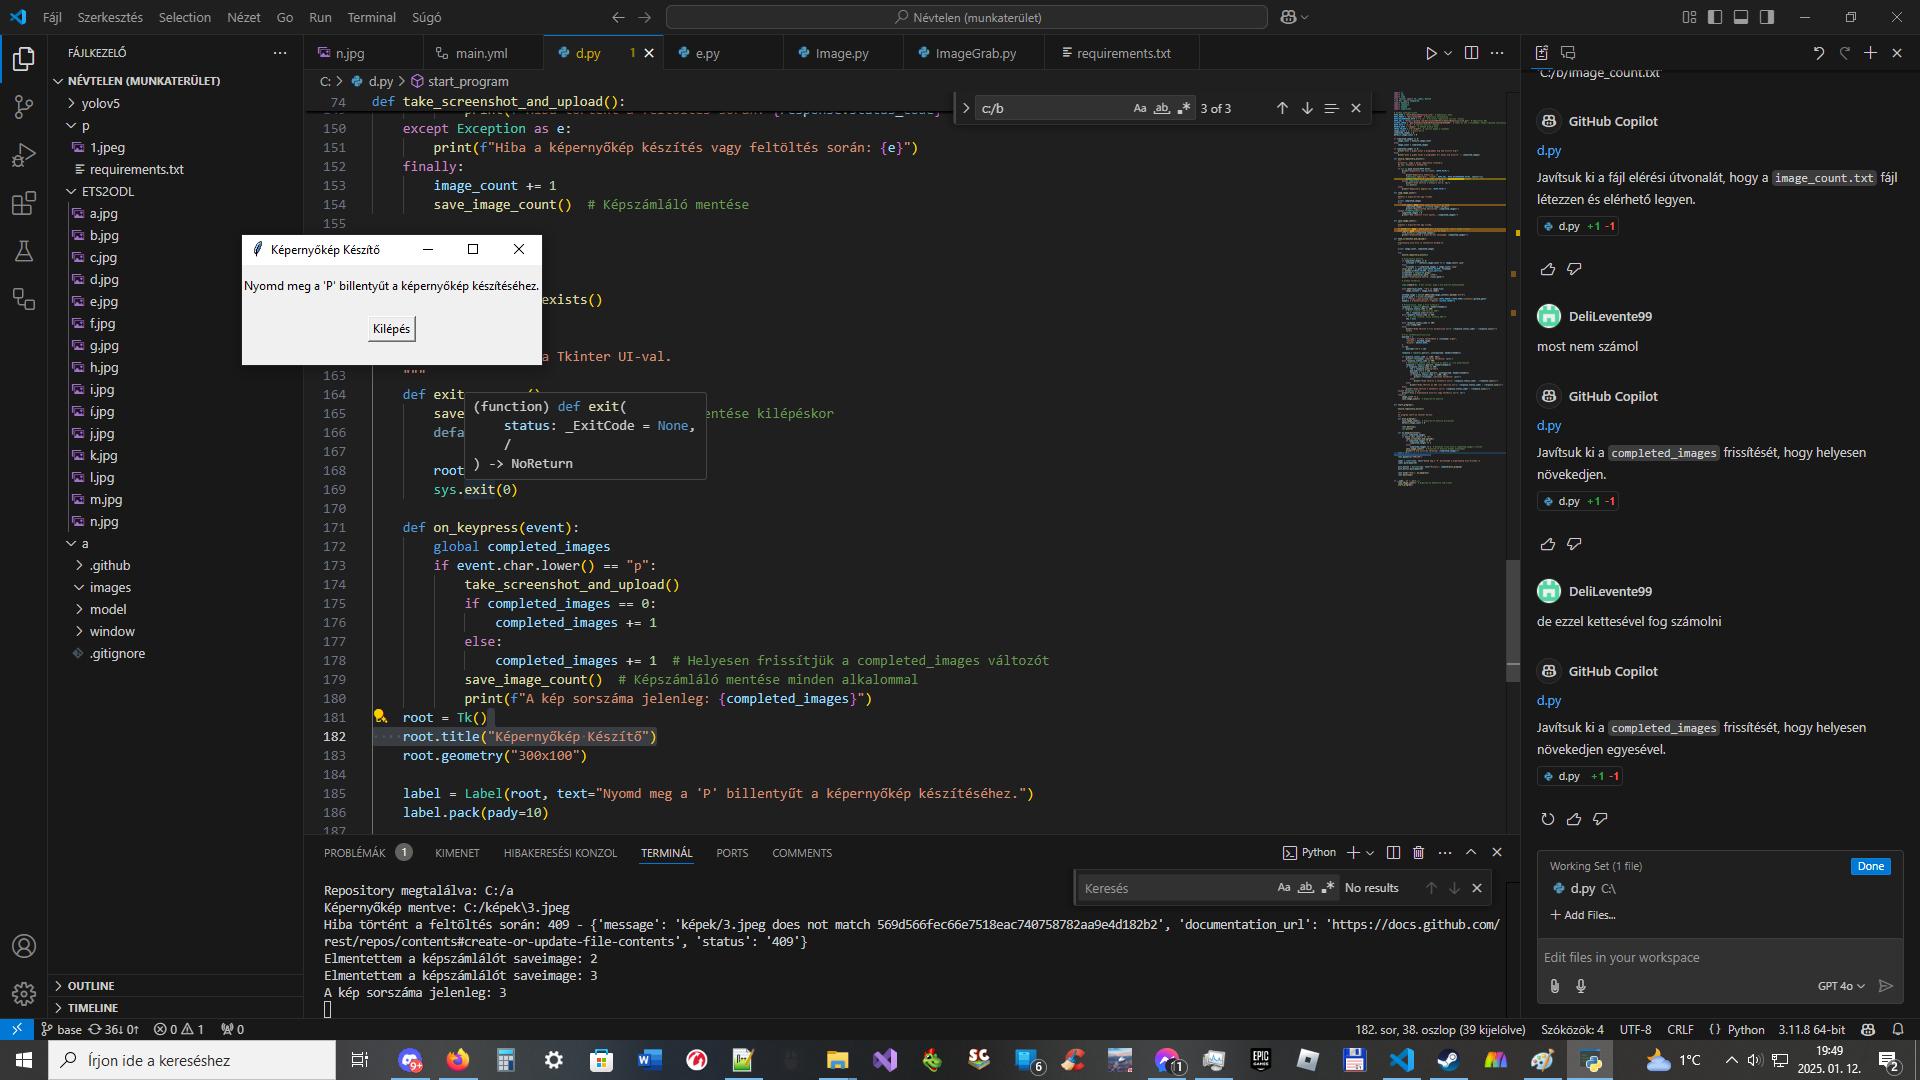 Fájl Szerkesztés Selection Nézet Go Run Terminal Súgó
Névtelen (munkaterület)
FÁJLKEZELŐ
NÉVTELEN (MUNKATERÜLET)
yolov5
p
1.jpeg
requirements.txt
ETS2ODL
a.jpg
b.jpg
c.jpg
d.jpg
e.jpg
f.jpg
g.jpg
h.jpg
i.jpg
í.jpg
j.jpg
k.jpg
l.jpg
m.jpg
n.jpg
a
.github
images
model
window
.gitignore
OUTLINE
TIMELINE
n.jpg main.yml d.py 1 e.py Image.py ImageGrab.py requirements.txt
C: > d.py > start_program
c:/b Aa ab 3 of 3
74 def take_screenshot_and_upload():
150 except Exception as e:
151 print(f"Hiba a képernyőkép készítés vagy feltöltés során: {e}")
152 finally:
153 image_count += 1
154 save_image_count() # Képszámláló mentése
155
Képernyőkép Készítő
Nyomd meg a 'P' billentyűt a képernyőkép készítéséhez.
Kilépés
exists()
a Tkinter UI-val.
163 """
164 def exit
165 save ntése kilépéskor
166 defa
167
168 root
169 sys.exit(0)
(function) def exit(
status: _ExitCode = None,
/
) -> NoReturn
170
171 def on_keypress(event):
172 global completed_images
173 if event.char.lower() == "p":
174 take_screenshot_and_upload()
175 if completed_images == 0:
176 completed_images += 1
177 else:
178 completed_images += 1 # Helyesen frissítjük a completed_images változót
179 save_image_count() # Képszámláló mentése minden alkalommal
180 print(f"A kép sorszáma jelenleg: {completed_images}")
181 root = Tk()
182 root.title("Képernyőkép Készítő")
183 root.geometry("300x100")
184
185 label = Label(root, text="Nyomd meg a 'P' billentyűt a képernyőkép készítéséhez.")
186 label.pack(pady=10)
187
PROBLÉMÁK 1 KIMENET HIBAKERESÉSI KONZOL TERMINÁL PORTS COMMENTS
Python
Keresés Aa ab No results
Repository megtalálva: C:/a
Képernyőkép mentve: C:/képek\3.jpeg
Hiba történt a feltöltés során: 409 - {'message': 'képek/3.jpeg does not match 569d566fec66e7518eac740758782aa9e4d182b2', 'documentation_url': 'https://docs.github.com/
rest/repos/contents#create-or-update-file-contents', 'status': '409'}
Elmentettem a képszámlálót saveimage: 2
Elmentettem a képszámlálót saveimage: 3
A kép sorszáma jelenleg: 3
C:/b/image_count.txt
GitHub Copilot
d.py
Javítsuk ki a fájl elérési útvonalát, hogy a image_count.txt fájl
létezzen és elérhető legyen.
d.py +1 -1
DeliLevente99
most nem számol
GitHub Copilot
d.py
Javítsuk ki a completed_images frissítését, hogy helyesen
növekedjen.
d.py +1 -1
DeliLevente99
de ezzel kettesével fog számolni
GitHub Copilot
d.py
Javítsuk ki a completed_images frissítését, hogy helyesen
növekedjen egyesével.
d.py +1 -1
Working Set (1 file) Done
d.py C:\
Add Files...
Edit files in your workspace
GPT 4o
base 36↓ 0↑ 0 1 0
182. sor, 38. oszlop (39 kijelölve) Szóközök: 4 UTF-8 CRLF Python 3.11.8 64-bit
Írjon ide a kereséshez
9+ SG 6 EPIC GAMES 1
1°C
19:49
2025. 01. 12.
2